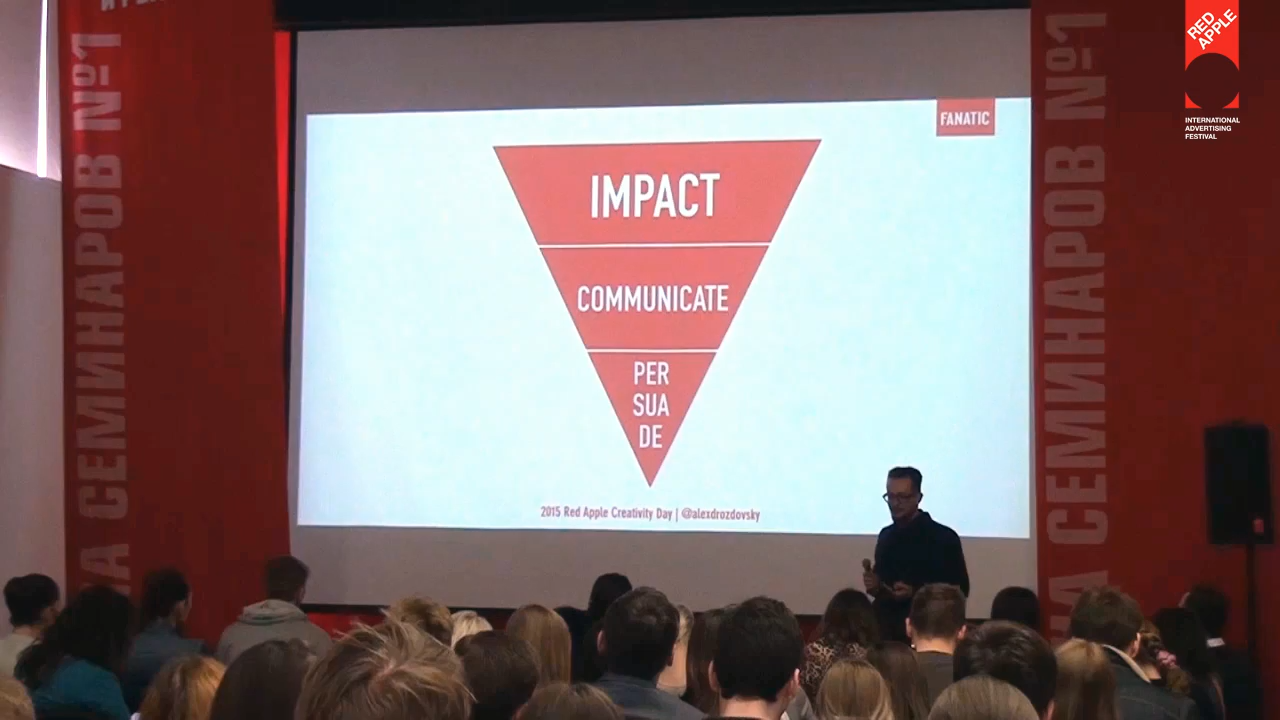 RED
APPLE
INTERNATIONAL
ADVERTISING
FESTIVAL
FANATIC
IMPACT
COMMUNICATE
PER
SUA
DE
2015 Red Apple Creativity Day | @alexdrozdovsky
СЕМИНАРОВ №1
НА СЕМИНАРОВ №1